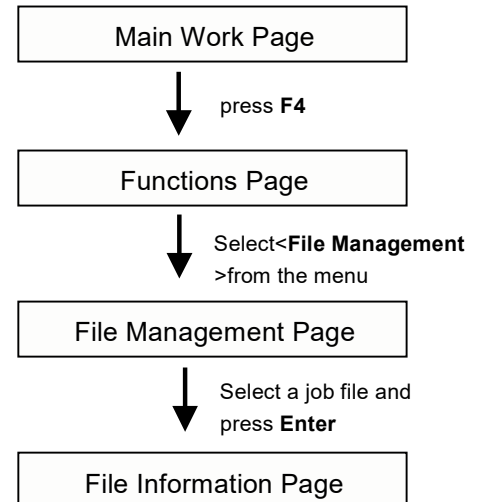 Main Work Page
press F4
Functions Page
Select<File Management
>from the menu
File Management Page
Select a job file and
press Enter
File Information Page